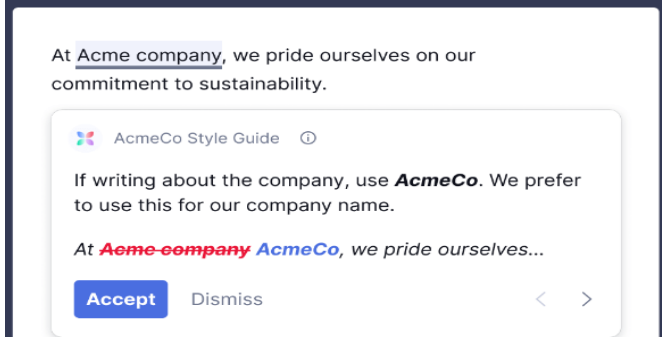 At Acme company, we pride ourselves on our
commitment to sustainability.
AcmeCo Style Guide
If writing about the company, use AcmeCo. We prefer
to use this for our company name.
At Acme company AcmeCo, we pride ourselves...
Accept Dismiss